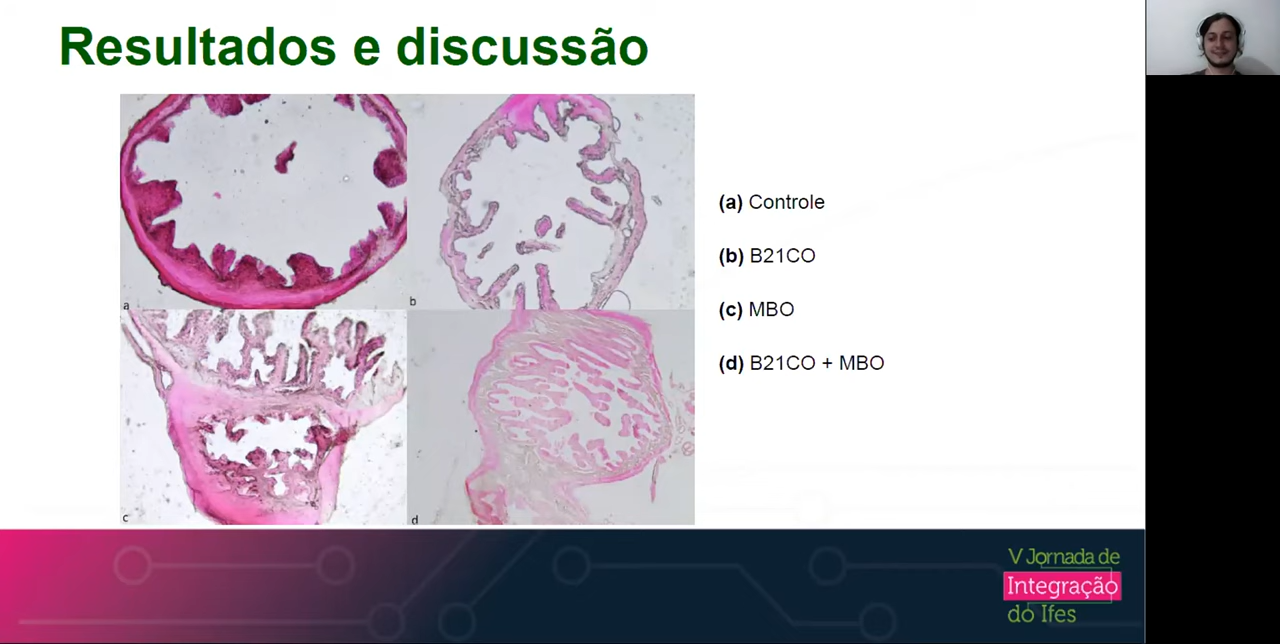 Resultados e discussão
a
b
c
d
(a) Controle
(b) B21CO
(c) MBO
(d) B21CO + MBO
V Jornada de
Integração
do Ifes